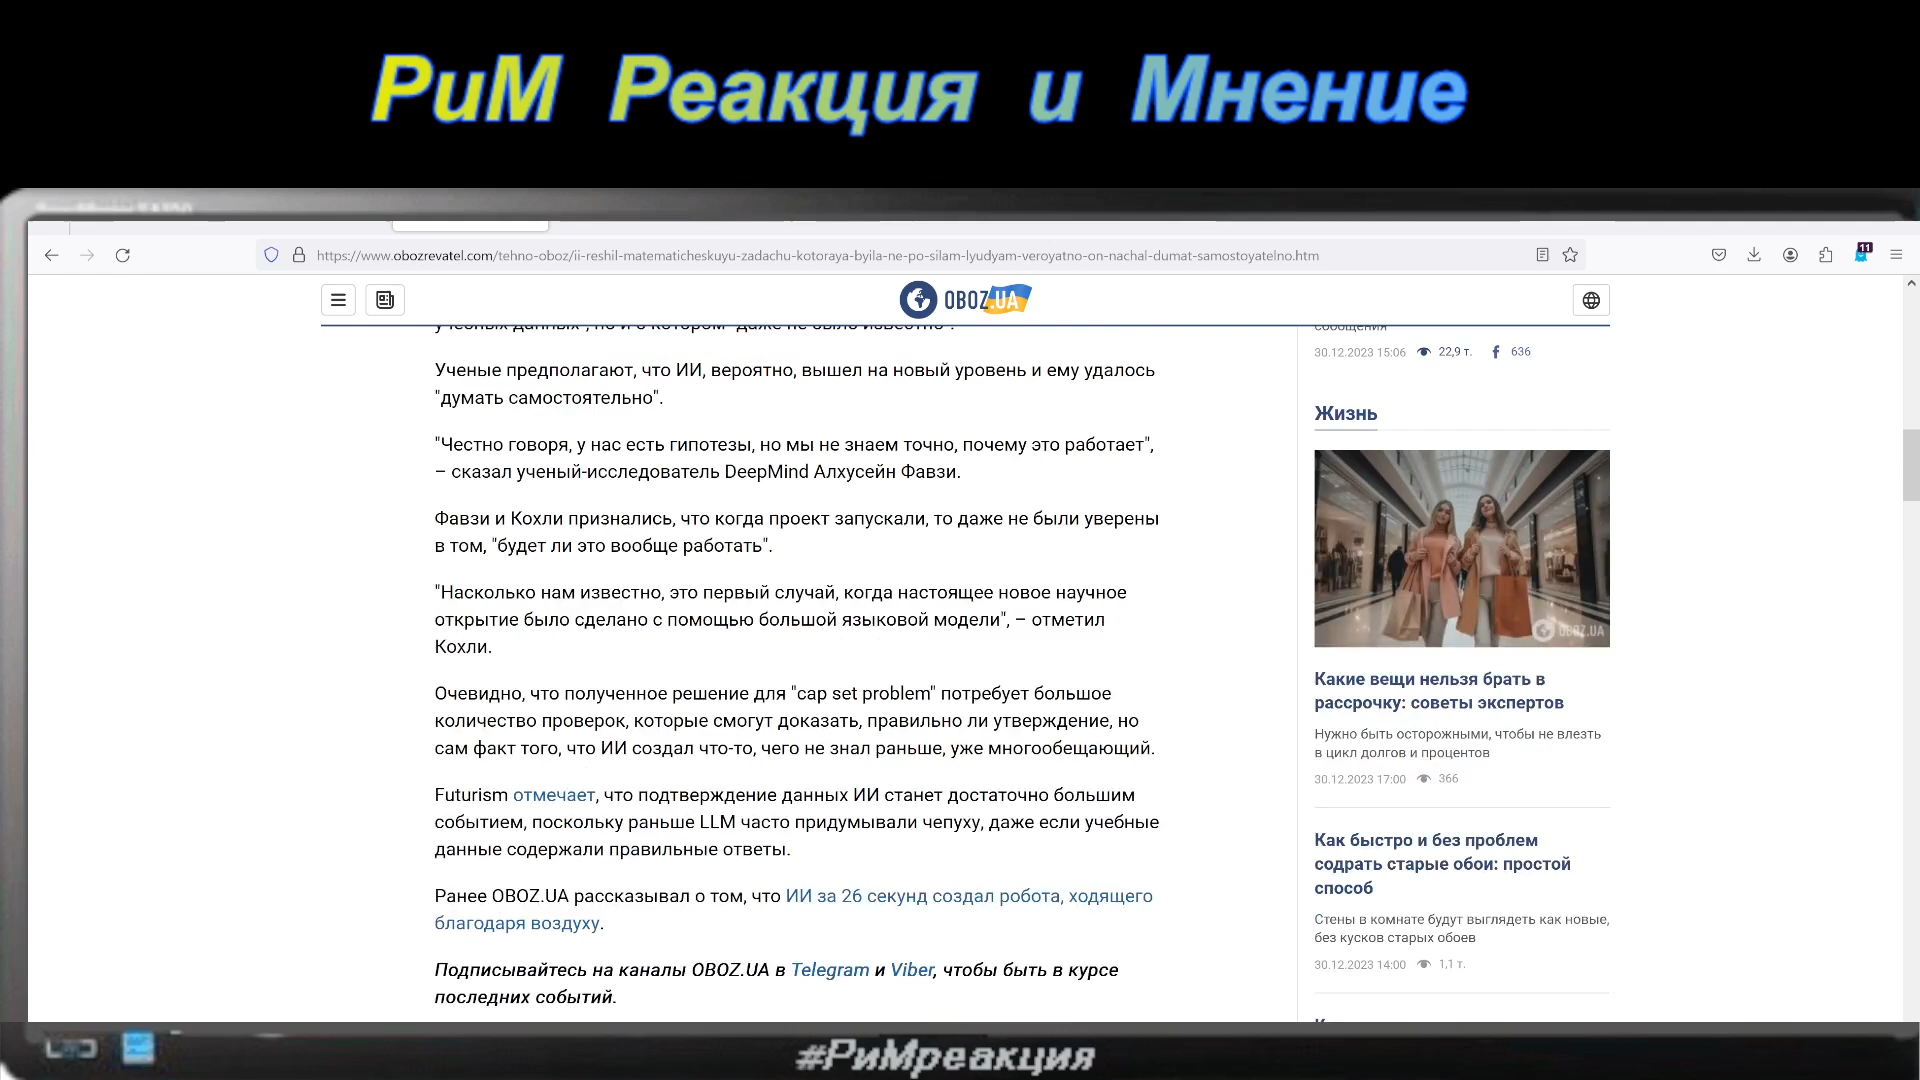 РиМ Реакция и Мнение
https://www.obozrevatel.com/tehno-oboz/ii-reshil-matematicheskuyu-zadachu-kotoraya-byila-ne-po-silam-lyudyam-veroyatno-on-nachal-dumat-samostoyatelno.htm
11
OBOZ.UA
Ученые предполагают, что ИИ, вероятно, вышел на новый уровень и ему удалось
"думать самостоятельно".
"Честно говоря, у нас есть гипотезы, но мы не знаем точно, почему это работает",
– сказал ученый-исследователь DeepMind Алхусейн Фавзи.
Фавзи и Кохли признались, что когда проект запускали, то даже не были уверены
в том, "будет ли это вообще работать".
"Насколько нам известно, это первый случай, когда настоящее новое научное
открытие было сделано с помощью большой языковой модели", – отметил
Кохли.
Очевидно, что полученное решение для "cap set problem" потребует большое
количество проверок, которые смогут доказать, правильно ли утверждение, но
сам факт того, что ИИ создал что-то, чего не знал раньше, уже многообещающий.
Futurism отмечает, что подтверждение данных ИИ станет достаточно большим
событием, поскольку раньше LLM часто придумывали чепуху, даже если учебные
данные содержали правильные ответы.
Ранее OBOZ.UA рассказывал о том, что ИИ за 26 секунд создал робота, ходящего
благодаря воздуху.
Подписывайтесь на каналы OBOZ.UA в Telegram и Viber, чтобы быть в курсе
последних событий.
сообщения
30.12.2023 15:06 22,9 т. 636
Жизнь
OBOZ.UA
Какие вещи нельзя брать в
рассрочку: советы экспертов
Нужно быть осторожными, чтобы не влезть
в цикл долгов и процентов
30.12.2023 17:00 366
Как быстро и без проблем
содрать старые обои: простой
способ
Стены в комнате будут выглядеть как новые,
без кусков старых обоев
30.12.2023 14:00 1,1 т.
#РиМреакция